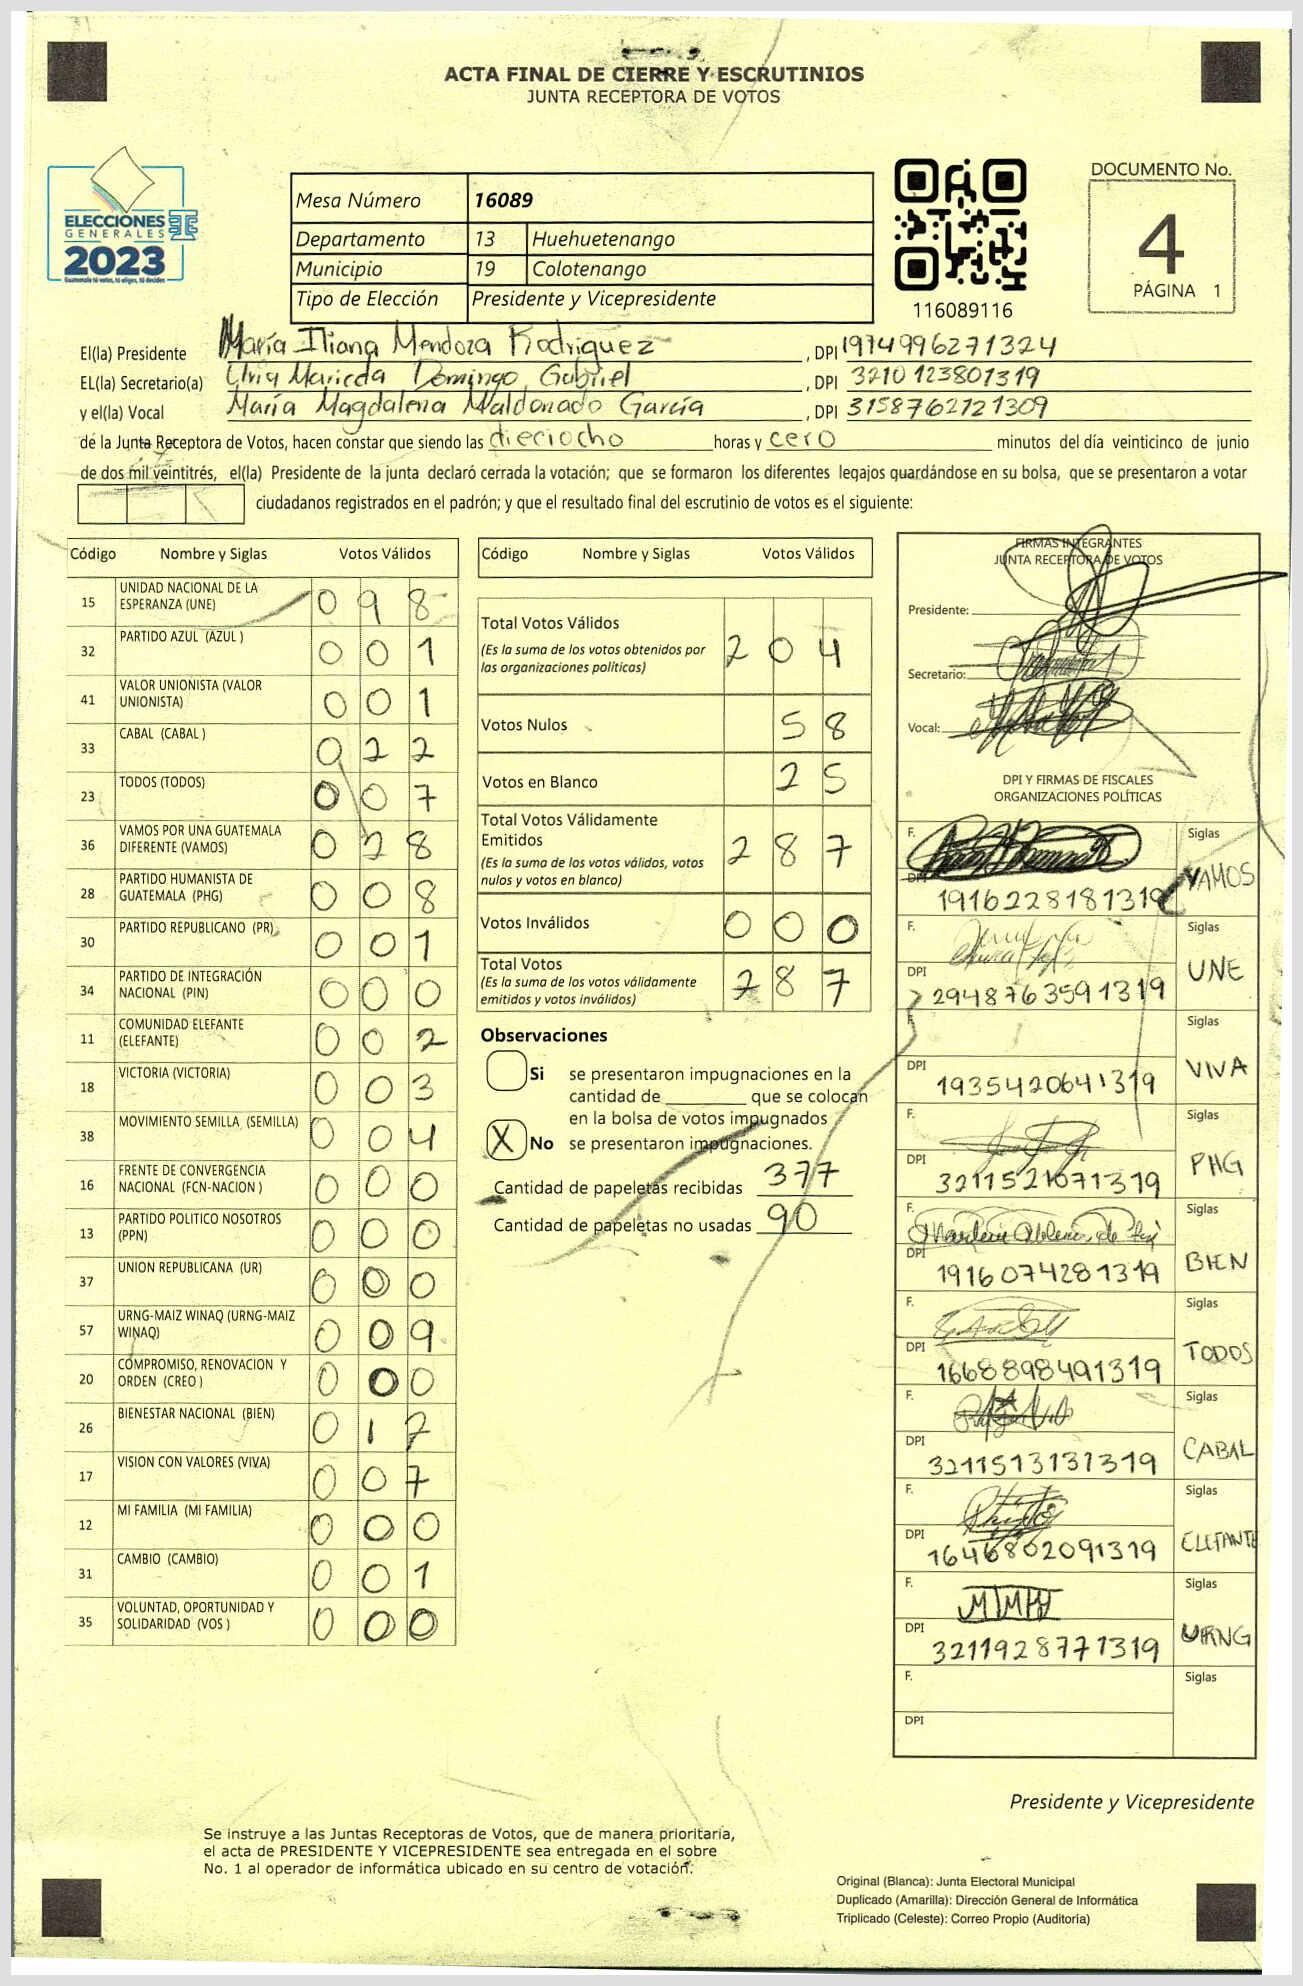 ACTA FINAL DE CIERRE Y ESCRUTINIOS
JUNTA RECEPTORA DE VOTOS
ELECCIONES
GENERALES
2023
Guatemala tú votas, tú eliges, tú decides
Mesa Número 16089
Departamento 13 Huehuetenango
Municipio 19 Colotenango
Tipo de Elección Presidente y Vicepresidente
116089116
DOCUMENTO No.
4
PÁGINA 1
El(la) Presidente María Iliana Mendoza Rodriguez , DPI 1974996271324
EL(la) Secretario(a) Domingo Gabriel , DPI 3210123801319
y el(la) Vocal María Magdalena Maldonado García , DPI 3158762121309
de la Junta Receptora de Votos, hacen constar que siendo las dieciocho horas y cero minutos del día veinticinco de junio
de dos mil veintitrés, el(la) Presidente de la junta declaró cerrada la votación; que se formaron los diferentes legajos guardándose en su bolsa, que se presentaron a votar
ciudadanos registrados en el padrón; y que el resultado final del escrutinio de votos es el siguiente:
Código Nombre y Siglas Votos Válidos
15 UNIDAD NACIONAL DE LA ESPERANZA (UNE) 0 9 8
32 PARTIDO AZUL (AZUL ) 0 0 1
41 VALOR UNIONISTA (VALOR UNIONISTA) 0 0 1
33 CABAL (CABAL ) 0 2 2
23 TODOS (TODOS) 0 0 7
36 VAMOS POR UNA GUATEMALA DIFERENTE (VAMOS) 0 2 8
28 PARTIDO HUMANISTA DE GUATEMALA (PHG) 0 0 8
30 PARTIDO REPUBLICANO (PR) 0 0 1
34 PARTIDO DE INTEGRACIÓN NACIONAL (PIN) 0 0 0
11 COMUNIDAD ELEFANTE (ELEFANTE) 0 0 2
18 VICTORIA (VICTORIA) 0 0 3
38 MOVIMIENTO SEMILLA (SEMILLA) 0 0 4
16 FRENTE DE CONVERGENCIA NACIONAL (FCN-NACION ) 0 0 0
13 PARTIDO POLITICO NOSOTROS (PPN) 0 0 0
37 UNION REPUBLICANA (UR) 0 0 0
57 URNG-MAIZ WINAQ (URNG-MAIZ WINAQ) 0 0 9
20 COMPROMISO, RENOVACION Y ORDEN (CREO ) 0 0 0
26 BIENESTAR NACIONAL (BIEN) 0 1 7
17 VISION CON VALORES (VIVA) 0 0 7
12 MI FAMILIA (MI FAMILIA) 0 0 0
31 CAMBIO (CAMBIO) 0 0 1
35 VOLUNTAD, OPORTUNIDAD Y SOLIDARIDAD (VOS ) 0 0 0
Código Nombre y Siglas Votos Válidos
Total Votos Válidos 2 0 4
(Es la suma de los votos obtenidos por
las organizaciones políticas)
Votos Nulos 5 8
Votos en Blanco 2 5
Total Votos Válidamente
Emitidos 2 8 7
(Es la suma de los votos válidos, votos
nulos y votos en blanco)
Votos Inválidos 0 0 0
Total Votos 2 8 7
(Es la suma de los votos válidamente
emitidos y votos inválidos)
Observaciones
Si se presentaron impugnaciones en la
cantidad de ________ que se colocan
en la bolsa de votos impugnados
X No se presentaron impugnaciones.
Cantidad de papeletas recibidas 377
Cantidad de papeletas no usadas 90
FIRMAS INTEGRANTES
JUNTA RECEPTORA DE VOTOS
Presidente:
Secretario:
Vocal:
DPI Y FIRMAS DE FISCALES
ORGANIZACIONES POLÍTICAS
F. Siglas
DPI 1916228181319 VAMOS
F. Siglas
DPI 2948763591319 UNE
F. Siglas
DPI 1935420641319 VIVA
F. Siglas
DPI 3211521071319 PHG
F. Siglas
DPI 1916074281319 BIEN
F. Siglas
DPI 1668898491319 TODOS
F. Siglas
DPI 3211513131319 CABAL
F. Siglas
DPI 1646802091319 ELEFANTE
F. Siglas
DPI 3211928771319 URNG
F. Siglas
DPI
Presidente y Vicepresidente
Se instruye a las Juntas Receptoras de Votos, que de manera prioritaria,
el acta de PRESIDENTE Y VICEPRESIDENTE sea entregada en el sobre
No. 1 al operador de informática ubicado en su centro de votación.
Original (Blanca): Junta Electoral Municipal
Duplicado (Amarilla): Dirección General de Informática
Triplicado (Celeste): Correo Propio (Auditoría)